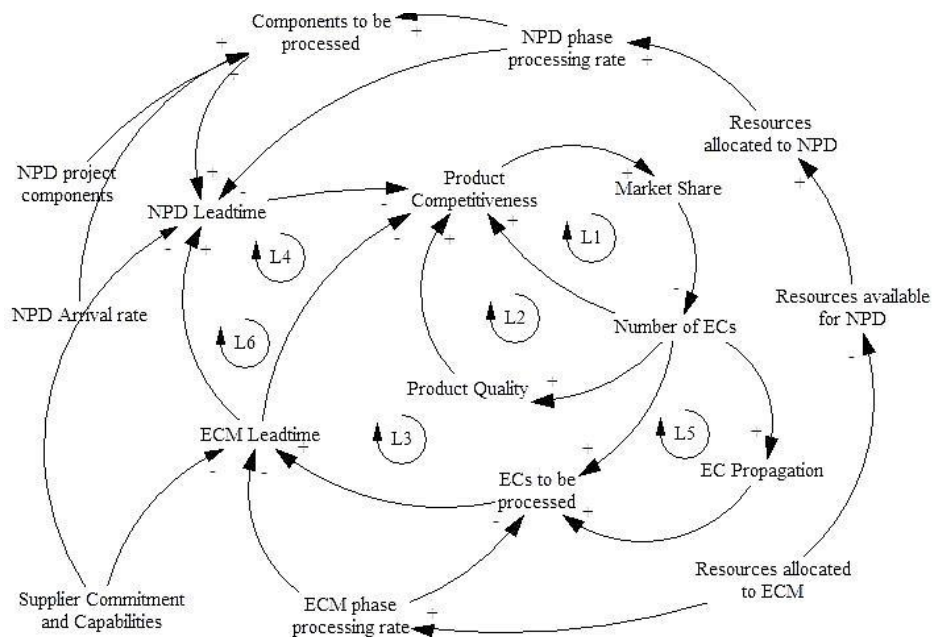 Components to be
processed
+
+
+
NPD phase
processing rate
+
Resources
allocated to NPD
+
NPD project
components
+
-
Product
Competitiveness
+
Market Share
NPD Leadtime
-
-
+
+
-
+
L4
L1
-
NPD Arrival rate
L6
L2
Number of ECs
Resources available
for NPD
-
Product Quality
+
ECM Leadtime
+
L3
L5
+
+
-
-
ECs to be
processed
EC Propagation
-
+
Supplier Commitment
and Capabilities
ECM phase
processing rate
+
Resources allocated
to ECM